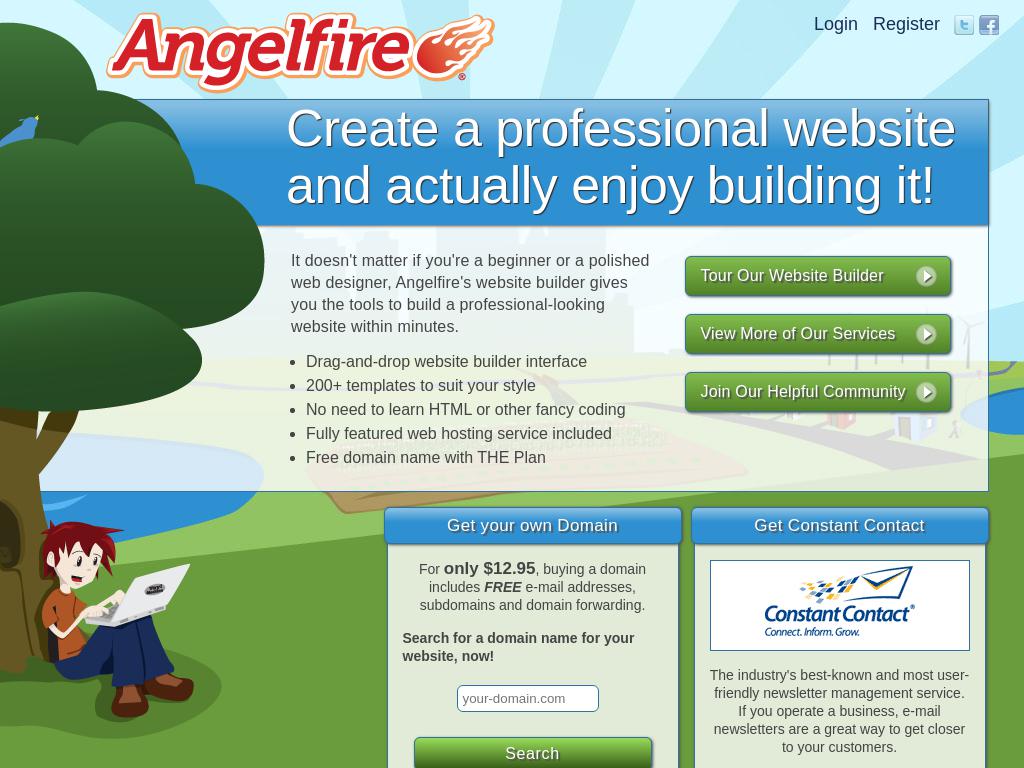 Angelfire
®
Login Register
Create a professional website
and actually enjoy building it!
It doesn't matter if you're a beginner or a polished
web designer, Angelfire's website builder gives
you the tools to build a professional-looking
website within minutes.
Drag-and-drop website builder interface
200+ templates to suit your style
No need to learn HTML or other fancy coding
Fully featured web hosting service included
Free domain name with THE Plan
Tour Our Website Builder
View More of Our Services
Join Our Helpful Community
Get your own Domain
For only $12.95, buying a domain
includes FREE e-mail addresses,
subdomains and domain forwarding.
Search for a domain name for your
website, now!
your-domain.com
Search
Get Constant Contact
Constant Contact®
Connect. Inform. Grow.
The industry's best-known and most user-
friendly newsletter management service.
If you operate a business, e-mail
newsletters are a great way to get closer
to your customers.